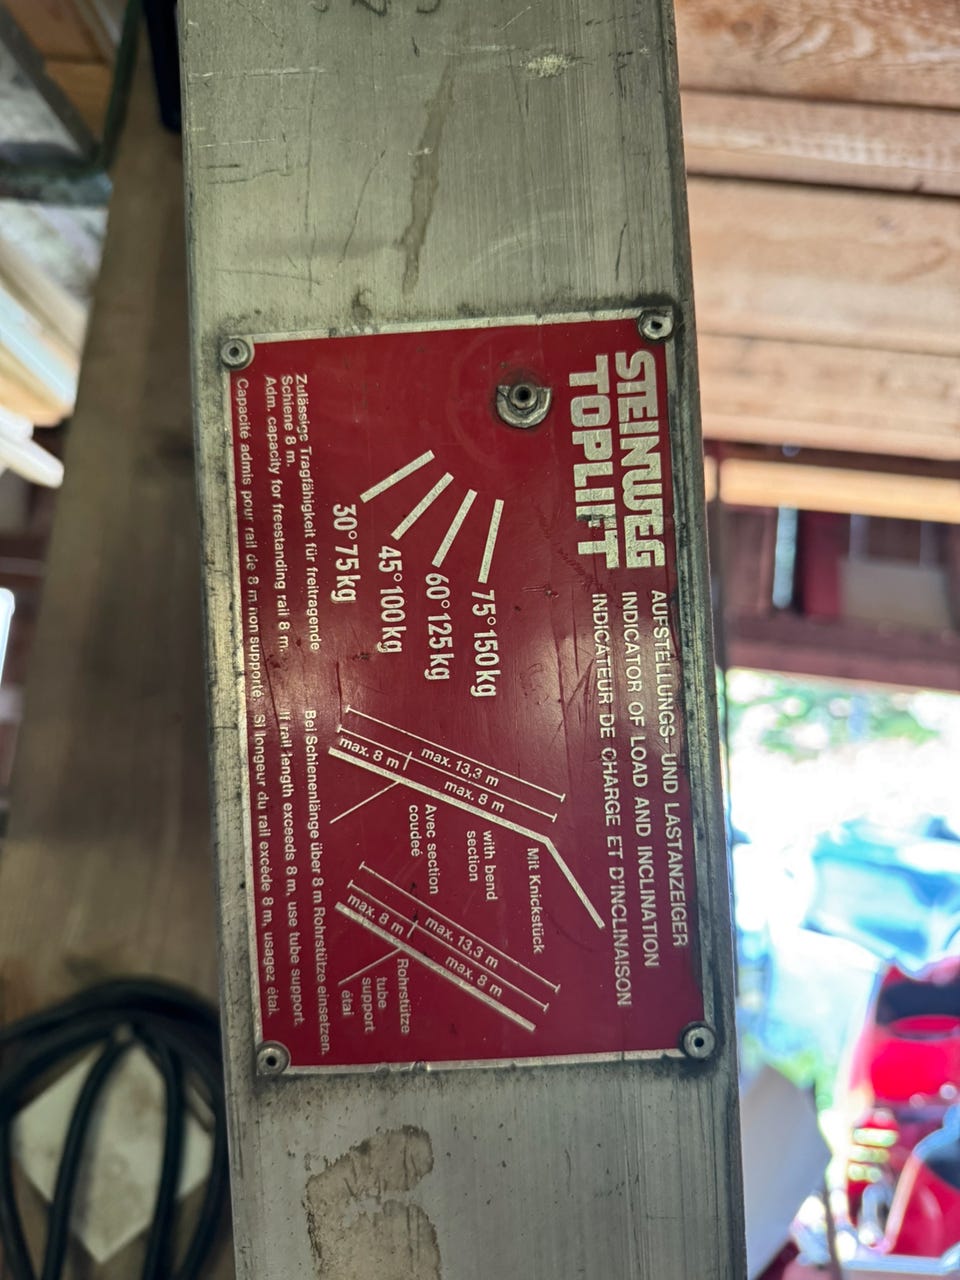 STEINWEG
TOPLIFT
AUFSTELLUNGS- UND LASTANZEIGER
INDICATOR OF LOAD AND INCLINATION
INDICATEUR DE CHARGE ET D'INCLINAISON
75° 150 kg
60° 125 kg
45° 100 kg
30° 75 kg
Mit Knickstück
with bend
section
Avec section
coudeé
max. 13,3 m
max. 8 m
max. 8 m
max. 13,3 m
max. 8 m
max. 8 m
Rohrstütze
tube
support
étai
Zulässige Tragfähigkeit für freitragende
Schiene 8 m.
Adm. capacity for freestanding rail 8 m.
Capacité admis pour rail de 8 m non supporté.
Bei Schienenlänge über 8 m Rohrstütze einsetzen.
If rail length exceeds 8 m, use tube support.
Si longeur du rail excède 8 m, usagez étai.